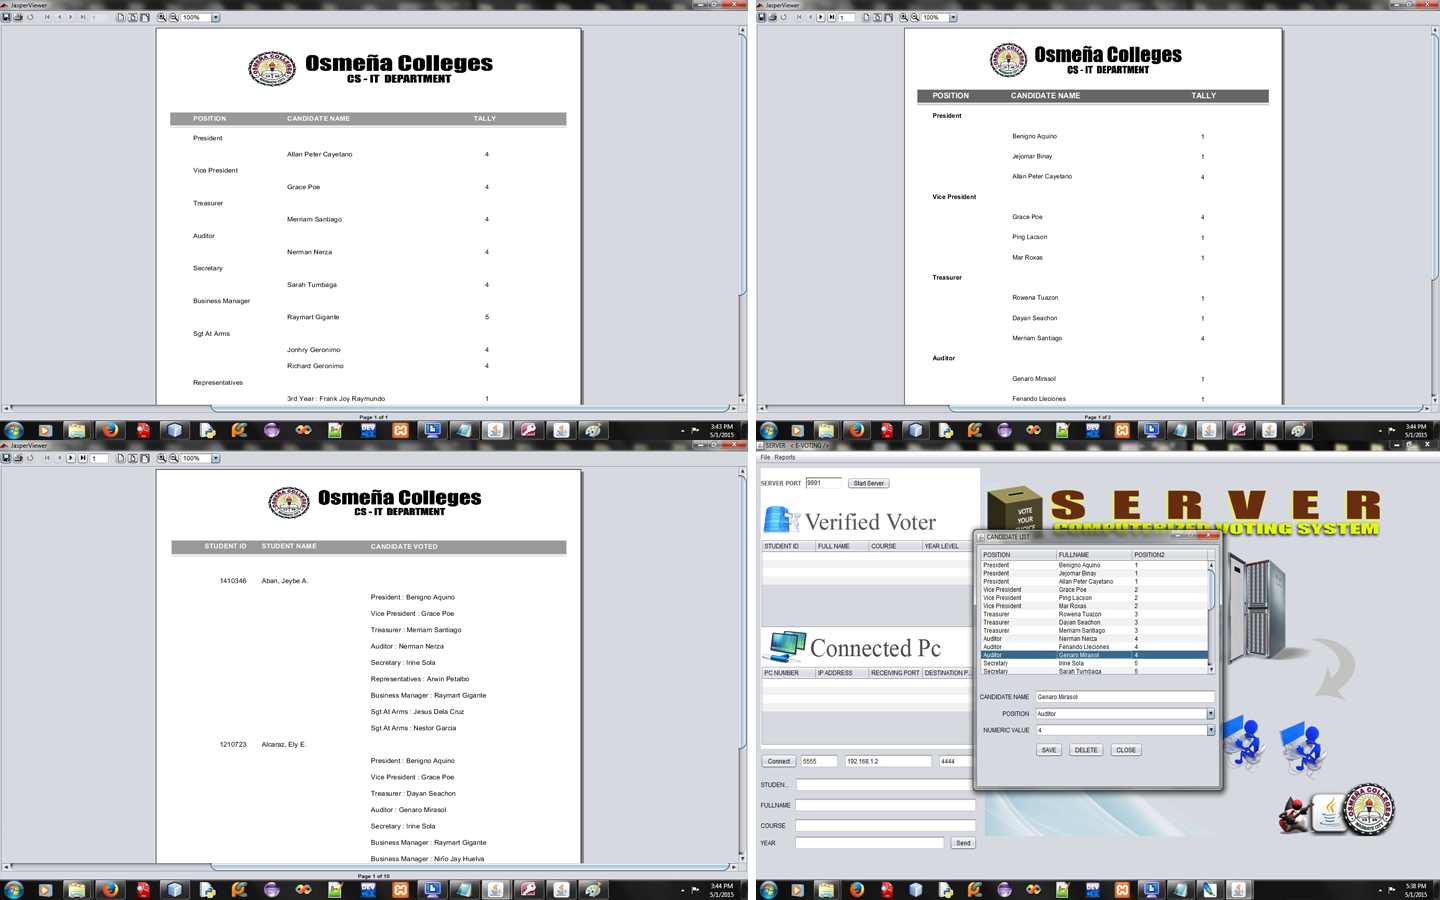 JasperViewer
1
100%
Osmeña Colleges
CS - IT DEPARTMENT
POSITION CANDIDATE NAME TALLY
President
Allan Peter Cayetano 4
Vice President
Grace Poe 4
Treasurer
Merriam Santiago 4
Auditor
Nerman Nerza 4
Secretary
Sarah Tumbaga 4
Business Manager
Raymart Gigante 5
Sgt At Arms
Jonhry Geronimo 4
Richard Geronimo 4
Representatives
3rd Year : Frank Joy Raymundo 1
Page 1 of 1
3:43 PM
5/1/2015
JasperViewer
1
100%
Osmeña Colleges
CS - IT DEPARTMENT
POSITION CANDIDATE NAME TALLY
President
Benigno Aquino 1
Jejomar Binay 1
Allan Peter Cayetano 4
Vice President
Grace Poe 4
Ping Lacson 1
Mar Roxas 1
Treasurer
Rowena Tuazon 1
Dayan Seachon 1
Merriam Santiago 4
Auditor
Genaro Mirasol 1
Fenando Lleciones 1
Page 1 of 2
3:44 PM
5/1/2015
JasperViewer
1
100%
Osmeña Colleges
CS - IT DEPARTMENT
STUDENT ID STUDENT NAME CANDIDATE VOTED
1410346 Aban, Jeybe A.
President : Benigno Aquino
Vice President : Grace Poe
Treasurer : Merriam Santiago
Auditor : Nerman Nerza
Secretary : Irine Sola
Representatives : Arwin Petalbo
Business Manager : Raymart Gigante
Sgt At Arms : Jesus Dela Cruz
Sgt At Arms : Nestor Garcia
1210723 Alcaraz, Ely E.
President : Benigno Aquino
Vice President : Grace Poe
Treasurer : Dayan Seachon
Auditor : Genaro Mirasol
Secretary : Irine Sola
Business Manager : Raymart Gigante
Business Manager : Niño Jay Huelva
Page 1 of 10
3:44 PM
5/1/2015
SERVER < E-VOTING />
File Reports
SERVER PORT 9991 Start Server
Verified Voter
STUDENT ID FULL NAME COURSE YEAR LEVEL
Connected Pc
PC NUMBER IP ADDRESS RECEIVING PORT DESTINATION P...
Connect 5555 192.168.1.2 4444
STUDEN...
FULLNAME
COURSE
YEAR Send
VOTE
YOUR
CHOICE
SERVER
COMPUTERIZED VOTING SYSTEM
CANDIDATE LIST
POSITION FULLNAME POSITION2
President Benigno Aquino 1
President Jejomar Binay 1
President Allan Peter Cayetano 1
Vice President Grace Poe 2
Vice President Ping Lacson 2
Vice President Mar Roxas 2
Treasurer Rowena Tuazon 3
Treasurer Dayan Seachon 3
Treasurer Merriam Santiago 3
Auditor Nerman Nerza 4
Auditor Fenando Lleciones 4
Auditor Genaro Mirasol 4
Secretary Irine Sola 5
Secretary Sarah Tumbaga 5
CANDIDATE NAME Genaro Mirasol
POSITION Auditor
NUMERIC VALUE 4
SAVE DELETE CLOSE
OSMEÑA COLLEGES
MASBATE CITY
5:38 PM
5/1/2015